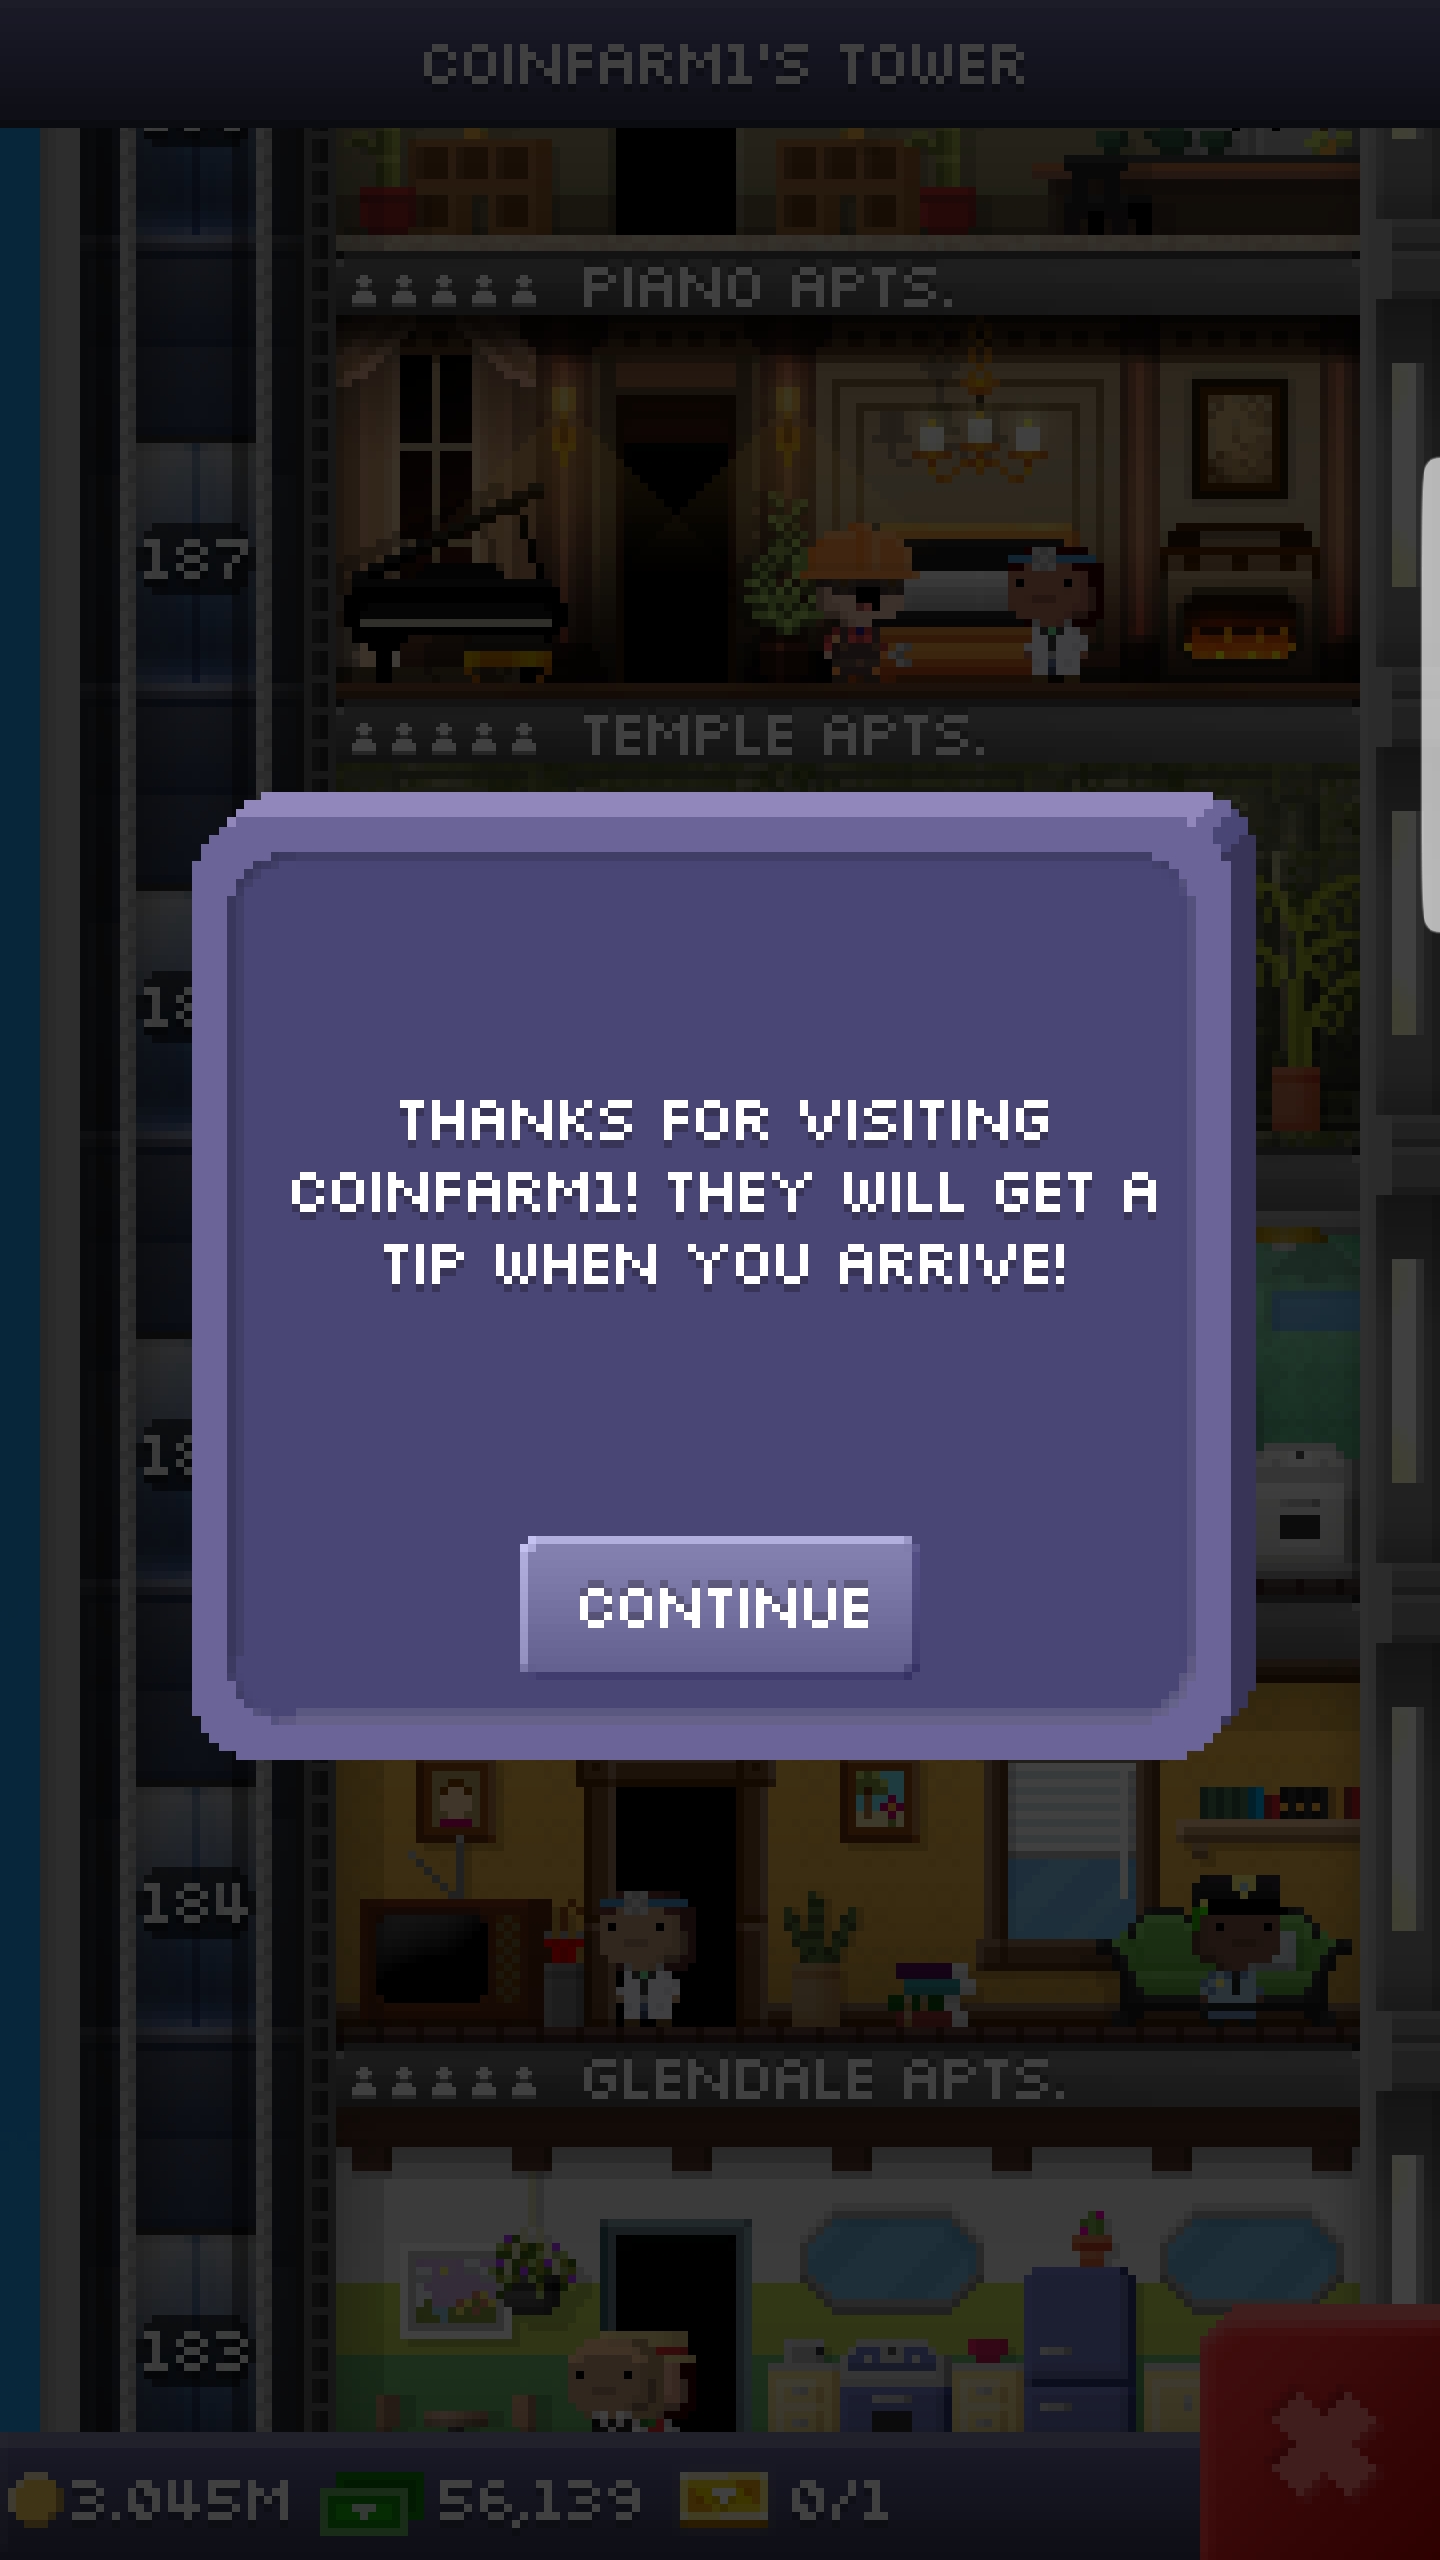 COINFARM1'S TOWER
PIANO APTS.
187
TEMPLE APTS.
THANKS FOR VISITING
COINFARM1! THEY WILL GET A
TIP WHEN YOU ARRIVE!
CONTINUE
184
GLENDALE APTS.
183
3.045M 56,139 0/1